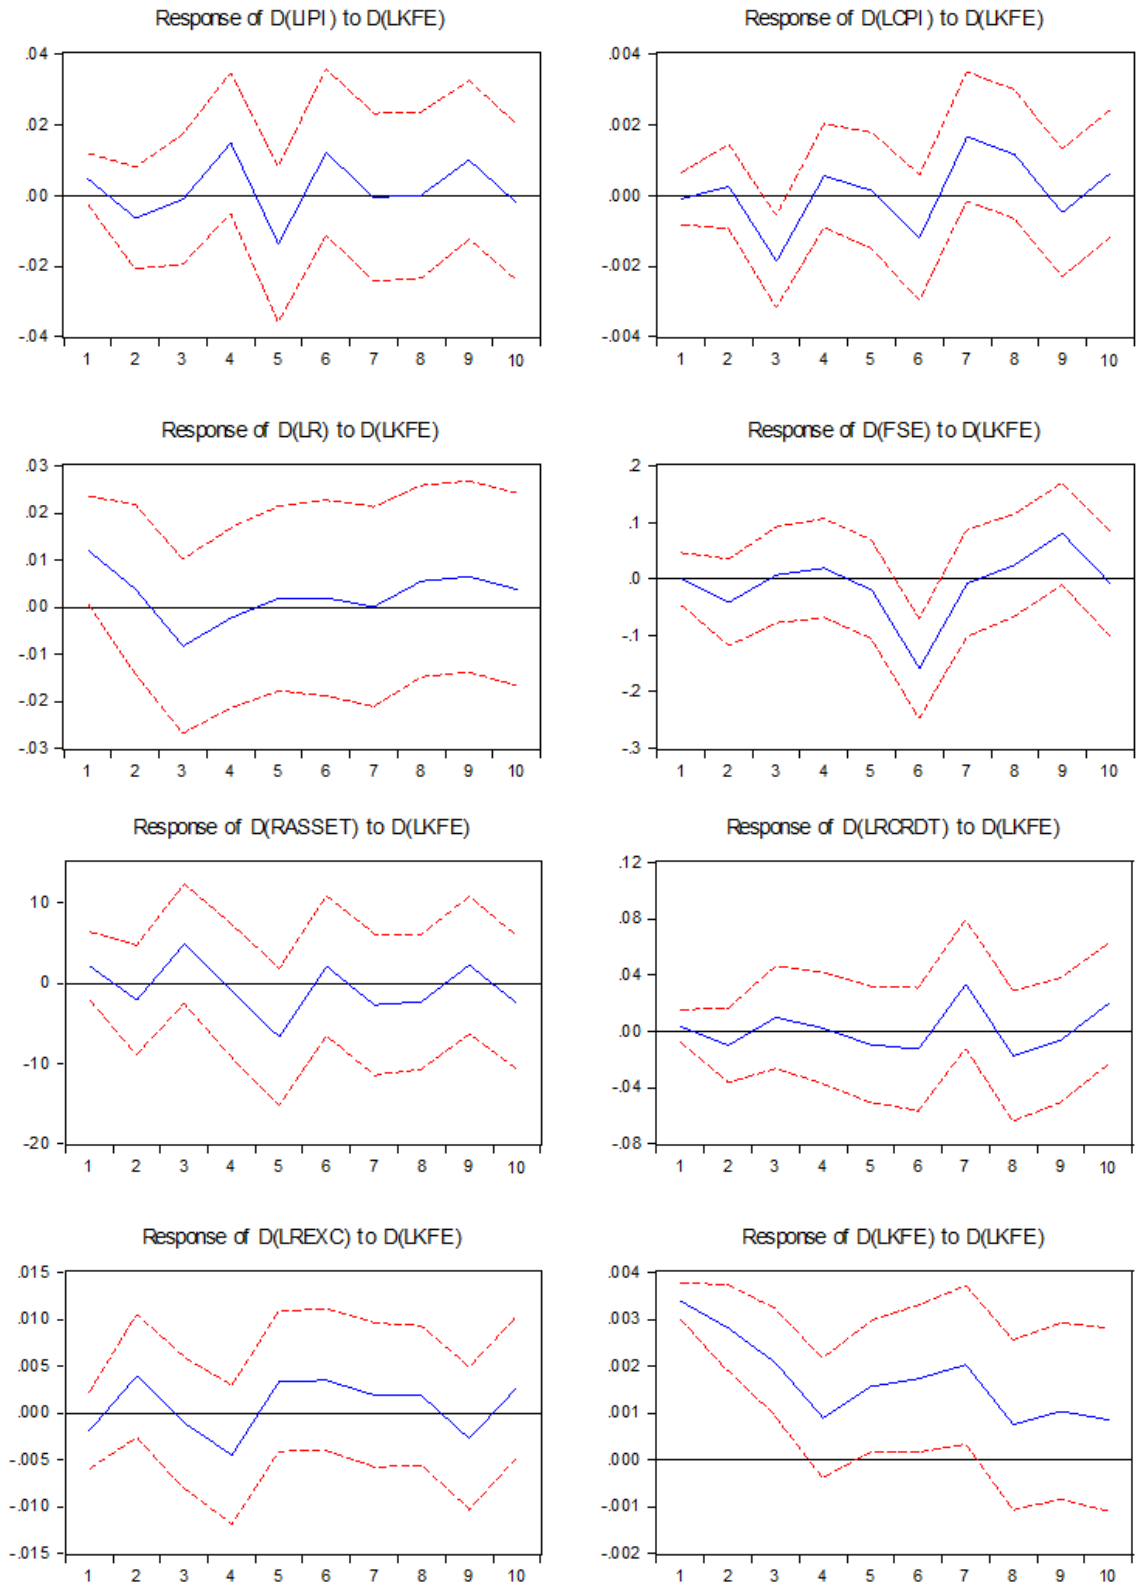 Response of D(LIPI) to D(LKFE)
.04
.02
.00
-.02
-.04
1 2 3 4 5 6 7 8 9 10
Response of D(LCPI) to D(LKFE)
.004
.002
.000
-.002
-.004
1 2 3 4 5 6 7 8 9 10
Response of D(LR) to D(LKFE)
.03
.02
.01
.00
-.01
-.02
-.03
1 2 3 4 5 6 7 8 9 10
Response of D(FSE) to D(LKFE)
.2
.1
.0
-.1
-.2
-.3
1 2 3 4 5 6 7 8 9 10
Response of D(RASSET) to D(LKFE)
10
0
-10
-20
1 2 3 4 5 6 7 8 9 10
Response of D(LRCRDT) to D(LKFE)
.12
.08
.04
.00
-.04
-.08
1 2 3 4 5 6 7 8 9 10
Response of D(LREXC) to D(LKFE)
.015
.010
.005
.000
-.005
-.010
-.015
1 2 3 4 5 6 7 8 9 10
Response of D(LKFE) to D(LKFE)
.004
.003
.002
.001
.000
-.001
-.002
1 2 3 4 5 6 7 8 9 10